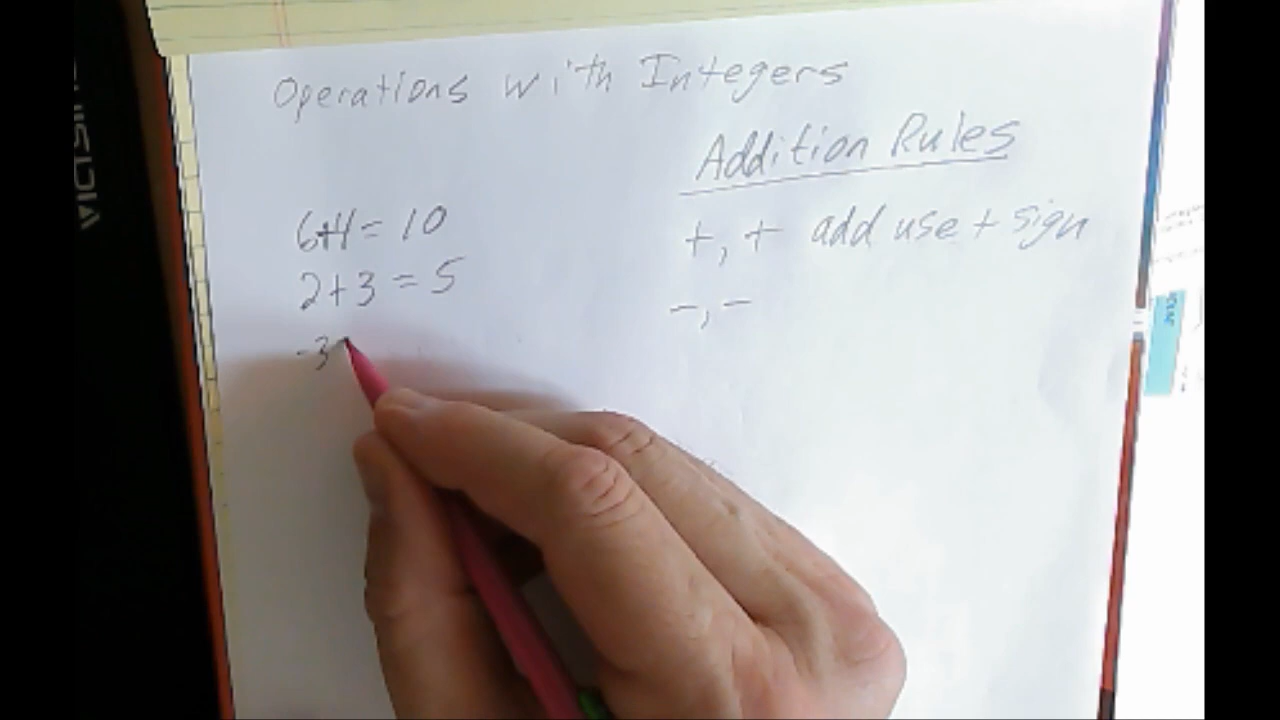 Operations with Integers
Addition Rules
6+4 = 10
+, + add use + sign
2+3 = 5
-, -
-3